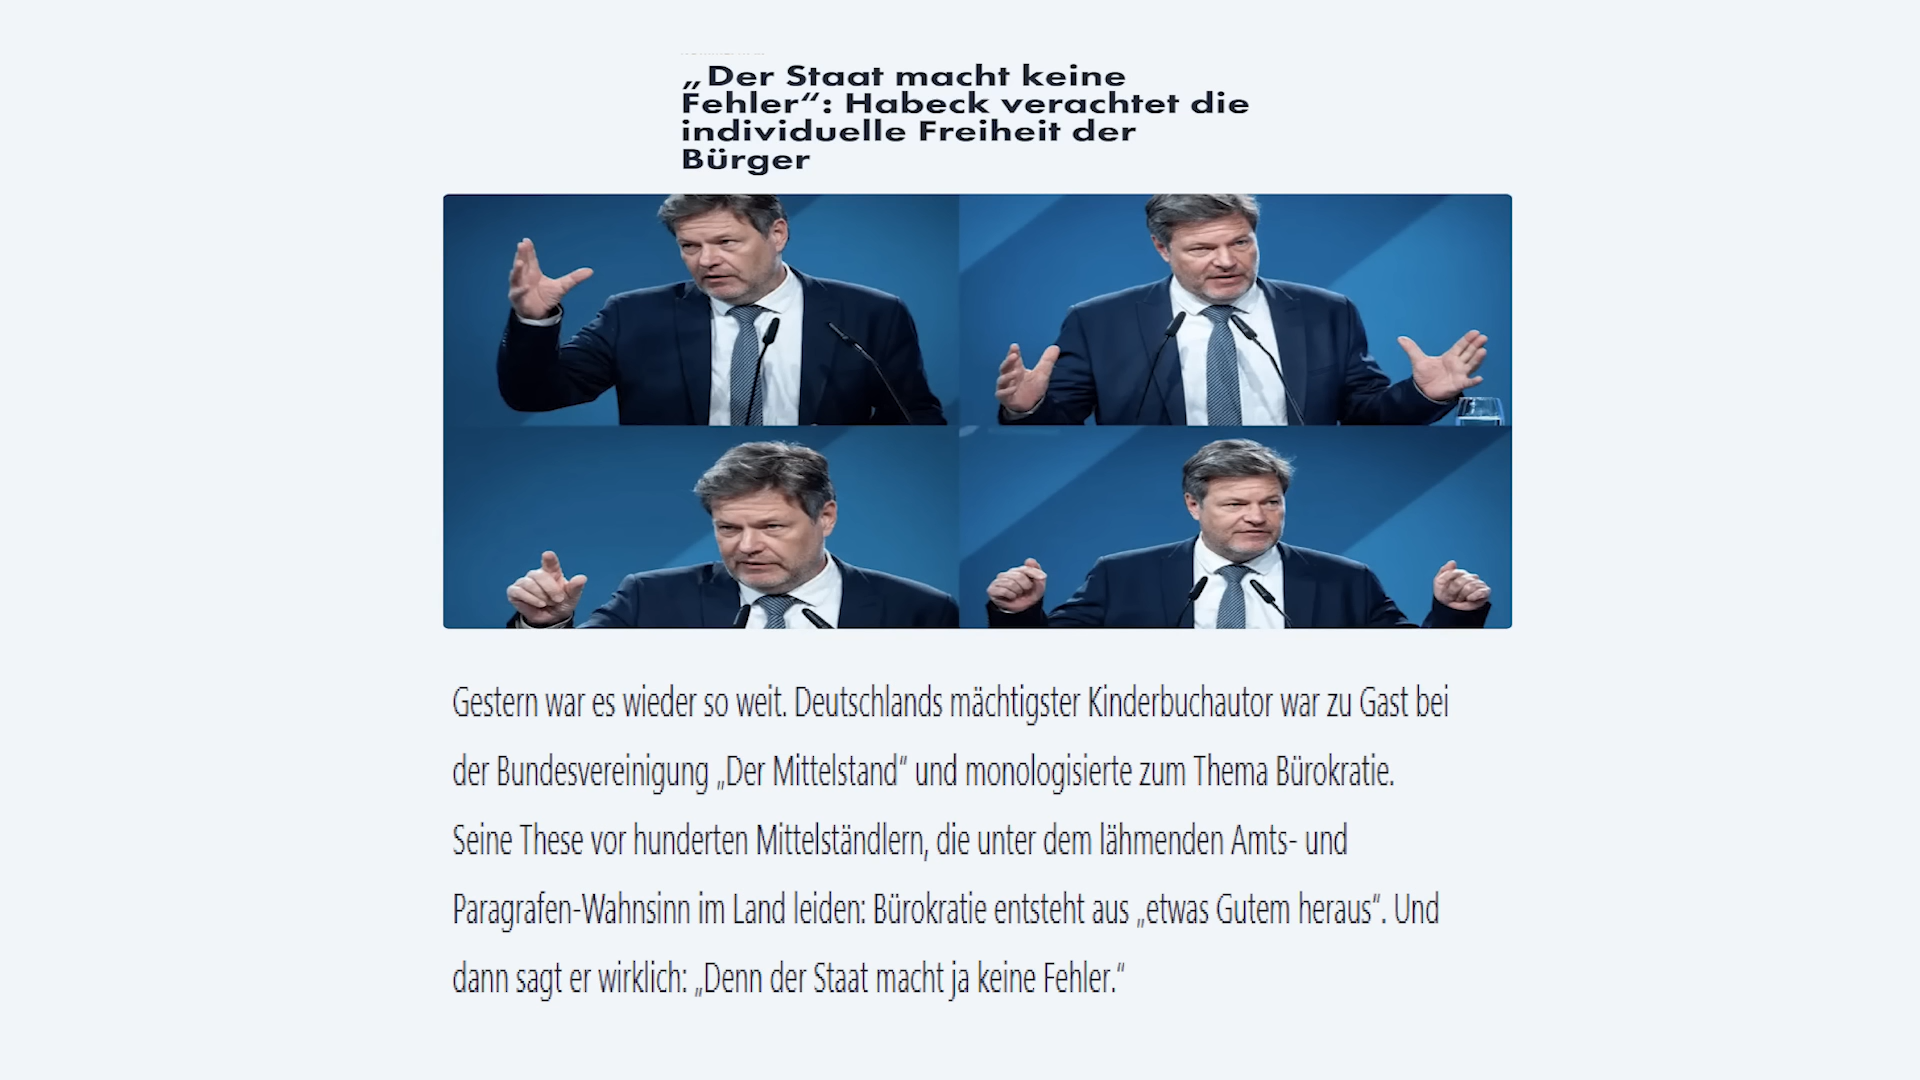 „Der Staat macht keine
Fehler“: Habeck verachtet die
individuelle Freiheit der
Bürger
Gestern war es wieder so weit. Deutschlands mächtigster Kinderbuchautor war zu Gast bei
der Bundesvereinigung „Der Mittelstand“ und monologisierte zum Thema Bürokratie.
Seine These vor hunderten Mittelständlern, die unter dem lähmenden Amts- und
Paragrafen-Wahnsinn im Land leiden: Bürokratie entsteht aus „etwas Gutem heraus“. Und
dann sagt er wirklich: „Denn der Staat macht ja keine Fehler.“